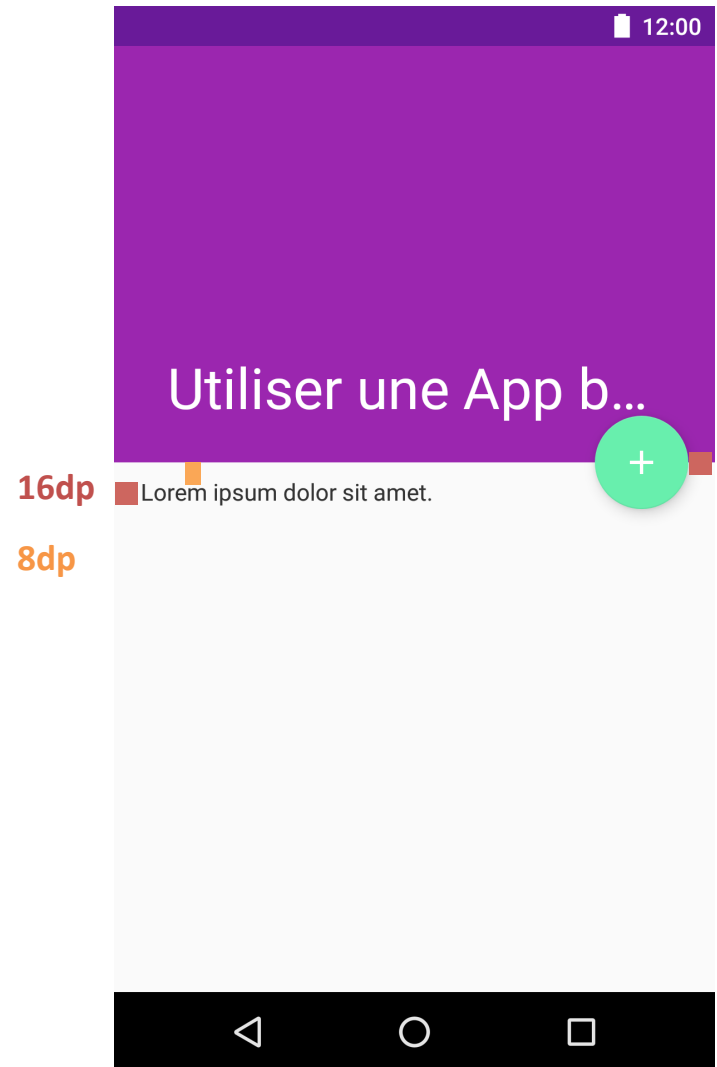 12:00
Utiliser une App b…
16dp
Lorem ipsum dolor sit amet.
8dp